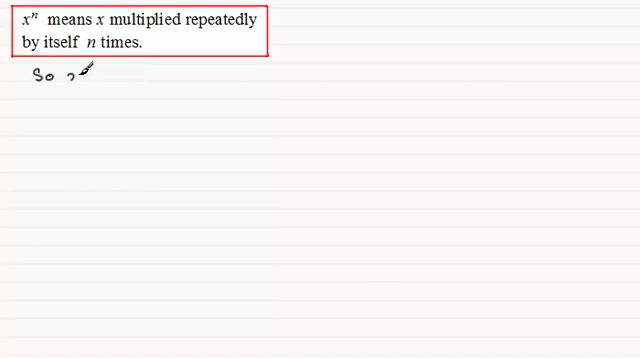 xⁿ means x multiplied repeatedly
by itself n times.
So